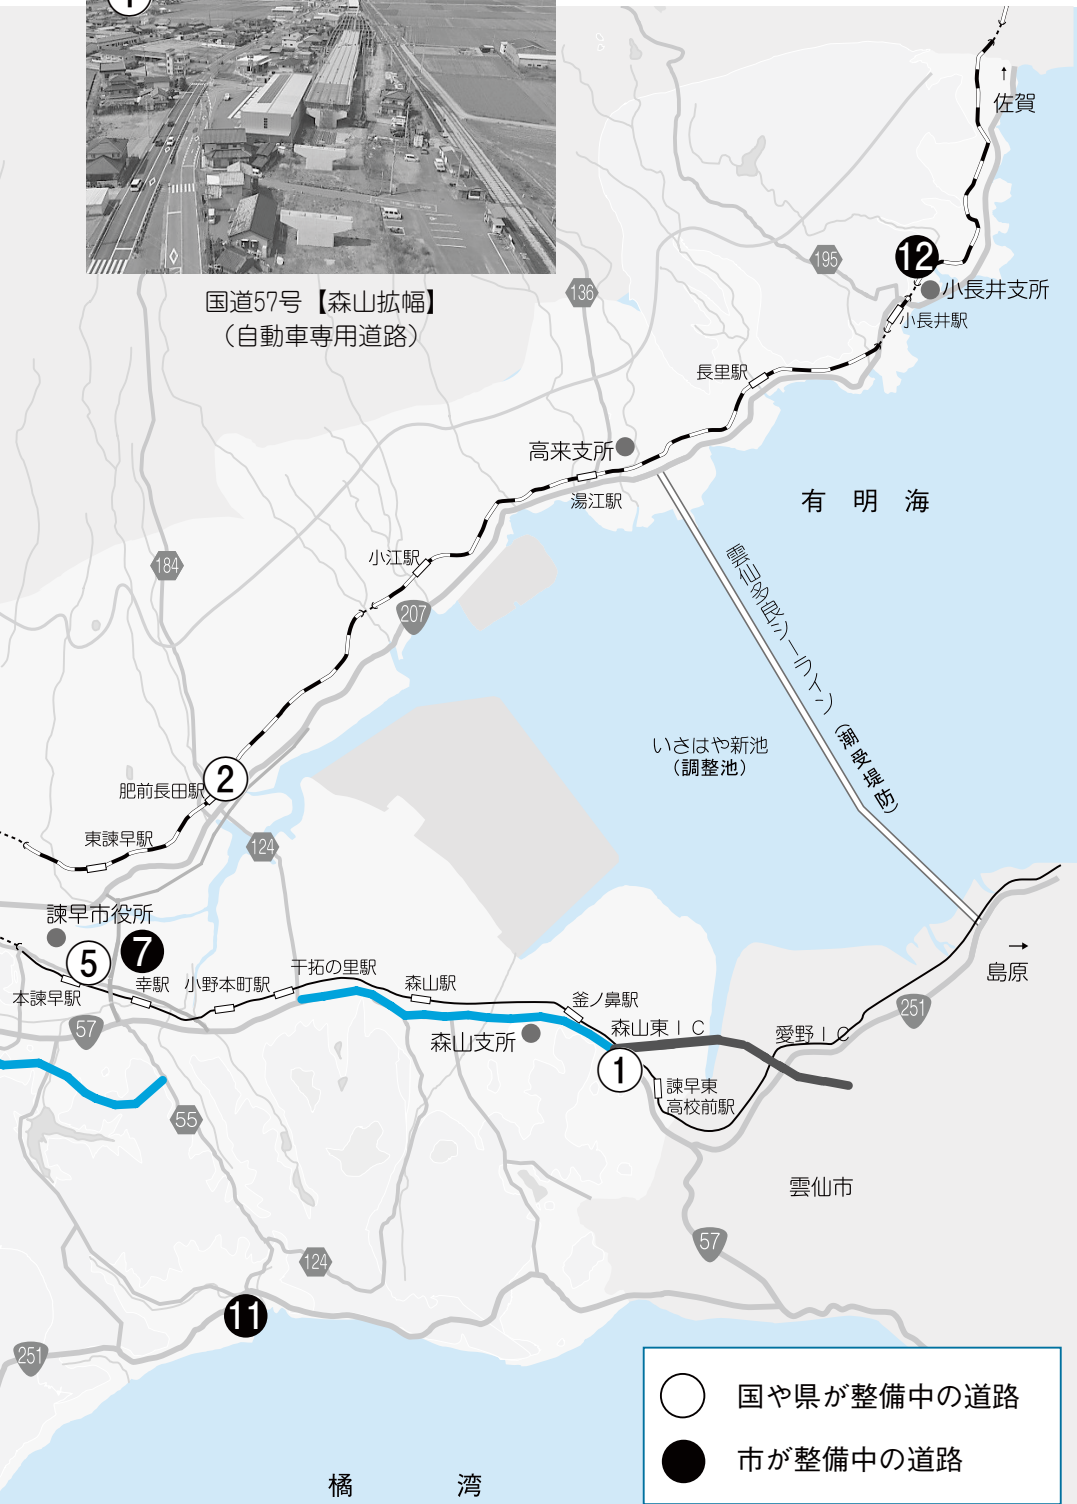 1
国道57号【森山拡幅】
（自動車専用道路）
↑
佐賀
136
195
12
小長井支所
小長井駅
長里駅
高来支所
湯江駅
有　明　海
小江駅
184
207
雲仙多良シーライン（潮受堤防）
いさはや新池
（調整池）
2
肥前長田駅
東諫早駅
124
諫早市役所
5
7
本諫早駅
幸駅
小野本町駅
干拓の里駅
森山駅
釜ノ鼻駅
森山支所
森山東ＩＣ
愛野ＩＣ
→
島原
251
57
1
諫早東
高校前駅
55
雲仙市
57
124
11
251
国や県が整備中の道路
市が整備中の道路
橘　湾